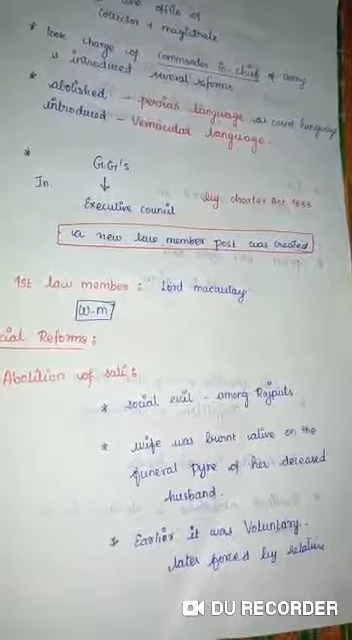 the office of
collector + magistrate
* took charge of commander in-chief of army
& introduced several reforms
* abolished - persian language as court language
introduced - Vernacular language.
*
G.G's
In ↓ by charter Act 1833
Executive council
a new law member post was created
1st law member : Lord macaulay
W-M
cial Reforms :
Abolition of sati :
* social evil - among Rajputs
* wife was burnt alive on the
funeral pyre of her deceased
husband.
* Earlier it was Voluntary.
later forced by relative
DU RECORDER